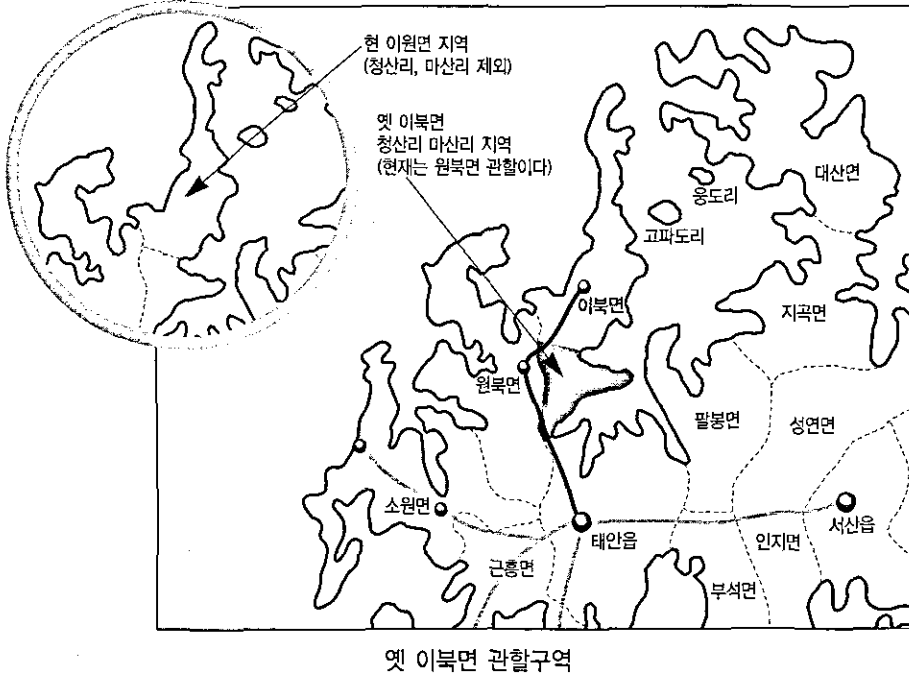 현 이원면 지역
(청산리, 마산리 제외)
옛 이북면
청산리 마산리 지역
(현재는 원북면 관할이다)
대산면
웅도리
고파도리
이북면
지곡면
원북면
팔봉면
성연면
소원면
태안읍
인지면
서산읍
근흥면
부석면
옛 이북면 관할구역